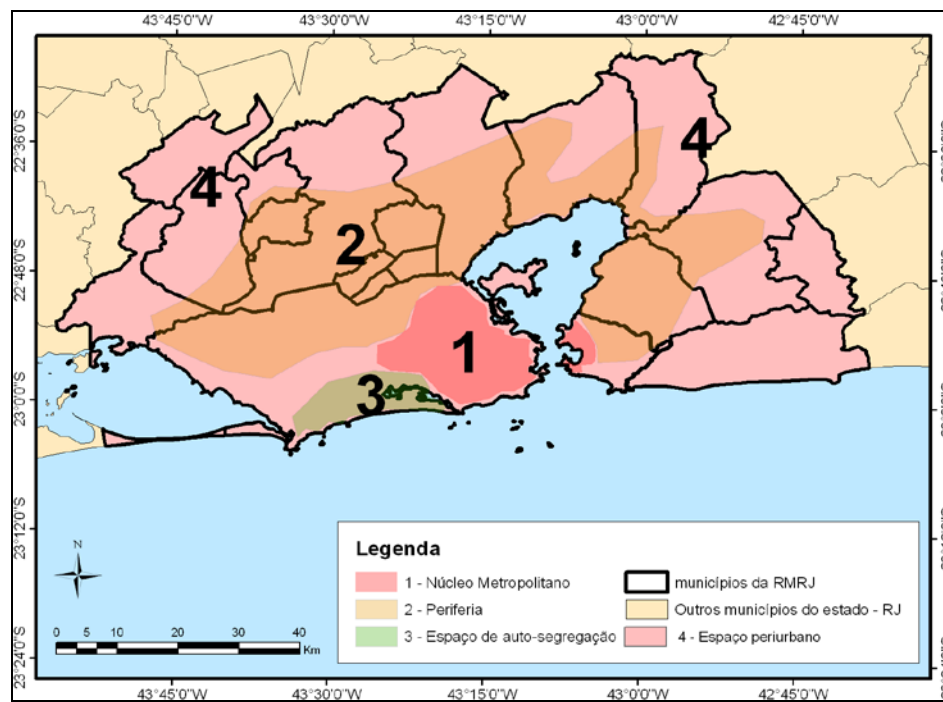 43°45'0"W 43°30'0"W 43°15'0"W 43°0'0"W 42°45'0"W
22°36'0"S
22°48'0"S
23°0'0"S
23°12'0"S
23°24'0"S
4
4
2
1
3
N
0 5 10 20 30 40
Km
Legenda
1 - Núcleo Metropolitano
municípios da RMRJ
2 - Periferia
Outros municípios do estado - RJ
3 - Espaço de auto-segregação
4 - Espaço periurbano
43°45'0"W 43°30'0"W 43°15'0"W 43°0'0"W 42°45'0"W